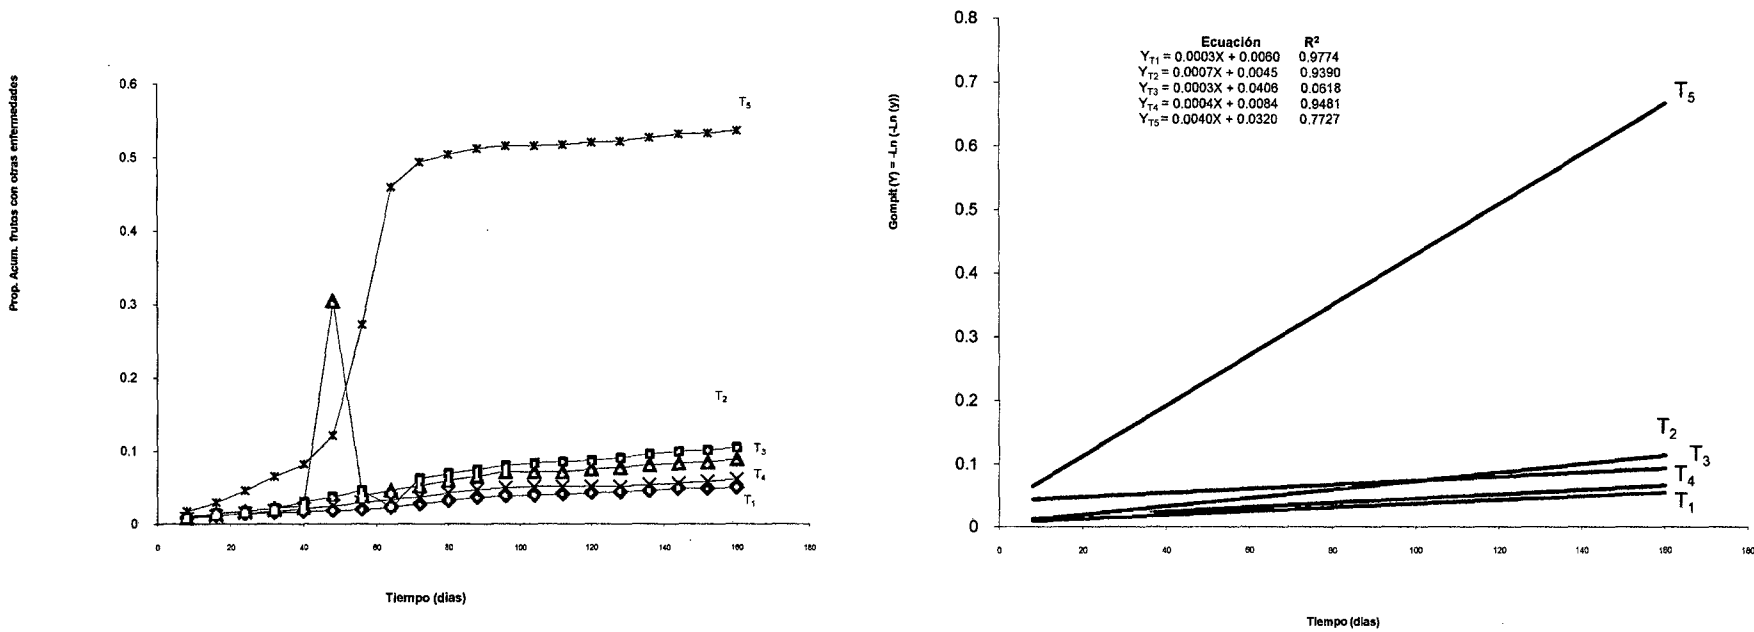 Prop. Acum. frutos con otras enfermedades
0.6
0.5
0.4
0.3
0.2
0.1
0
0 20 40 60 80 100 120 140 160 180
Tiempo (dias)
T5
T2
T3
T4
T1
Gompit (Y) = -Ln (-Ln (y))
0.8
0.7
0.6
0.5
0.4
0.3
0.2
0.1
0
0 20 40 60 80 100 120 140 160 180
Tiempo (dias)
Ecuación R²
YT1 = 0.0003X + 0.0060 0.9774
YT2 = 0.0007X + 0.0045 0.9390
YT3 = 0.0003X + 0.0406 0.0618
YT4 = 0.0004X + 0.0084 0.9481
YT5 = 0.0040X + 0.0320 0.7727
T5
T2
T3
T4
T1